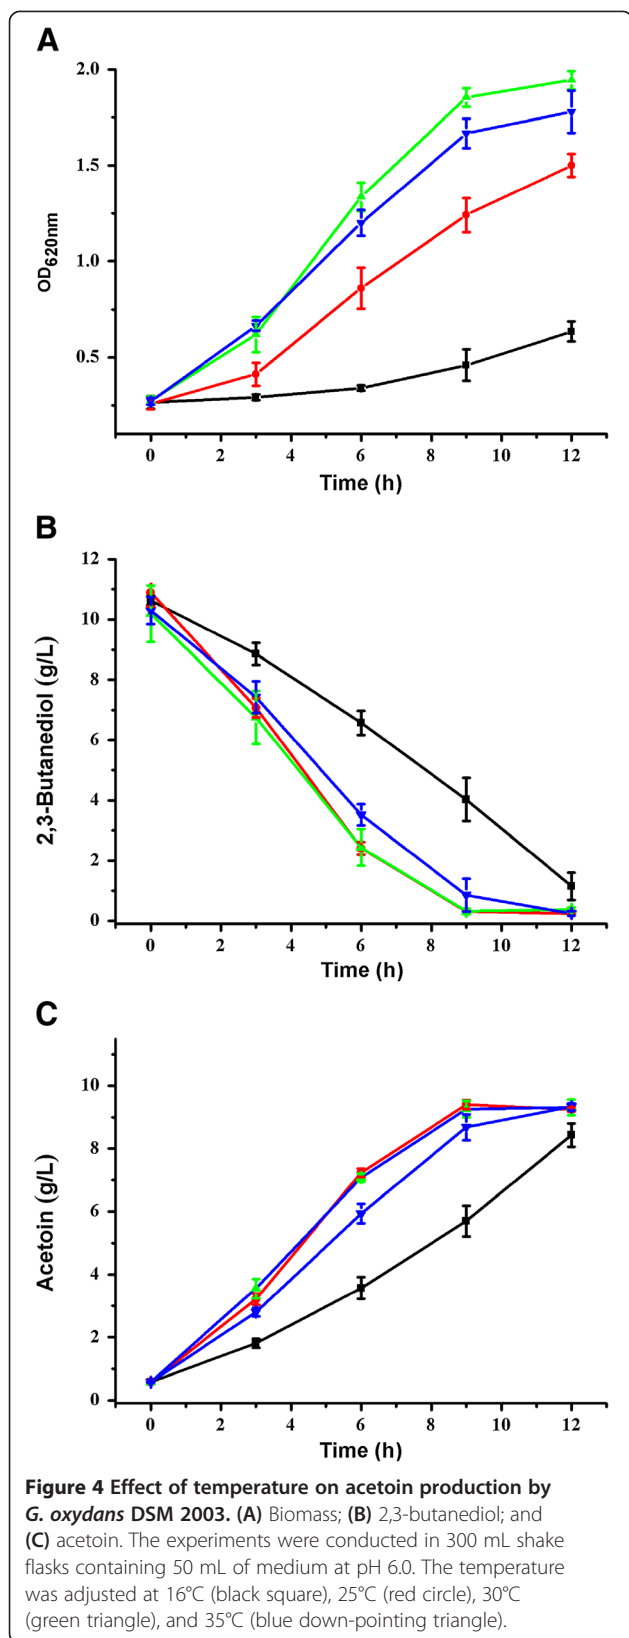 A
2.0
1.5
1.0
0.5
OD620nm
0 2 4 6 8 10 12
Time (h)
B
12
10
8
6
4
2
0
2,3-Butanediol (g/L)
0 2 4 6 8 10 12
Time (h)
C
10
8
6
4
2
0
Acetoin (g/L)
0 2 4 6 8 10 12
Time (h)
Figure 4 Effect of temperature on acetoin production by
G. oxydans DSM 2003. (A) Biomass; (B) 2,3-butanediol; and
(C) acetoin. The experiments were conducted in 300 mL shake
flasks containing 50 mL of medium at pH 6.0. The temperature
was adjusted at 16°C (black square), 25°C (red circle), 30°C
(green triangle), and 35°C (blue down-pointing triangle).